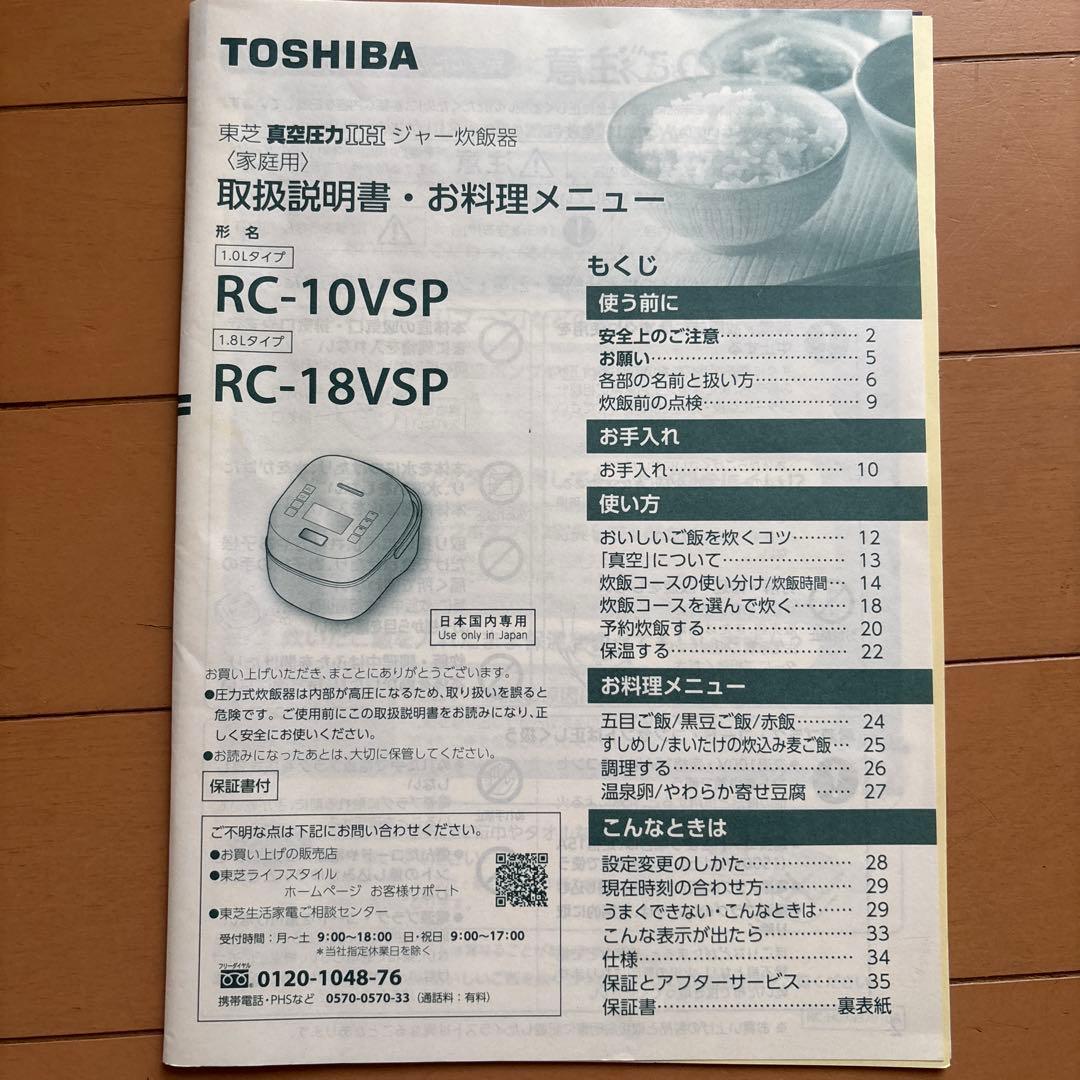 TOSHIBA
東芝 真空圧力IH ジャー炊飯器
〈家庭用〉
取扱説明書・お料理メニュー
形 名
1.0Lタイプ
RC-10VSP
1.8Lタイプ
RC-18VSP
日本国内専用
Use only in Japan
お買い上げいただき、まことにありがとうございます。
●圧力式炊飯器は内部が高圧になるため、取り扱いを誤ると
危険です。ご使用前にこの取扱説明書をお読みになり、正
しく安全にお使いください。
●お読みになったあとは、大切に保管してください。
保証書付
ご不明な点は下記にお問い合わせください。
●お買い上げの販売店
●東芝ライフスタイル
ホームページ お客様サポート
●東芝生活家電ご相談センター
受付時間：月～土 9:00～18:00 日・祝日 9:00～17:00
＊当社指定休業日を除く
フリーダイヤル
0120-1048-76
携帯電話・PHSなど 0570-0570-33（通話料：有料）
もくじ
使う前に
安全上のご注意…………………… 2
お願い…………………………… 5
各部の名前と扱い方……………… 6
炊飯前の点検……………………… 9
お手入れ
お手入れ………………………… 10
使い方
おいしいご飯を炊くコツ……… 12
「真空」について……………… 13
炊飯コースの使い分け/炊飯時間… 14
炊飯コースを選んで炊く……… 18
予約炊飯する………………… 20
保温する……………………… 22
お料理メニュー
五目ご飯/黒豆ご飯/赤飯……… 24
すしめし/まいたけの炊込み麦ご飯… 25
調理する……………………… 26
温泉卵/やわらか寄せ豆腐 …… 27
こんなときは
設定変更のしかた…………… 28
現在時刻の合わせ方………… 29
うまくできない・こんなときは…… 29
こんな表示が出たら………… 33
仕様…………………………… 34
保証とアフターサービス……… 35
保証書………………………裏表紙